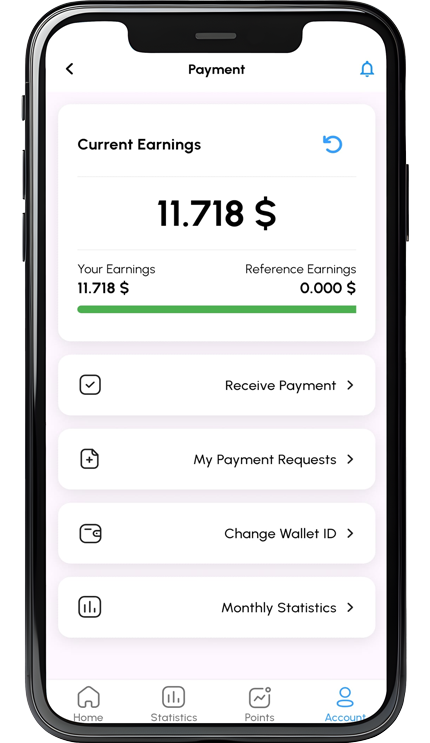 Payment
Current Earnings
11.718 $
Your Earnings Reference Earnings
11.718 $ 0.000 $
Receive Payment
My Payment Requests
Change Wallet ID
Monthly Statistics
Home Statistics Points Account